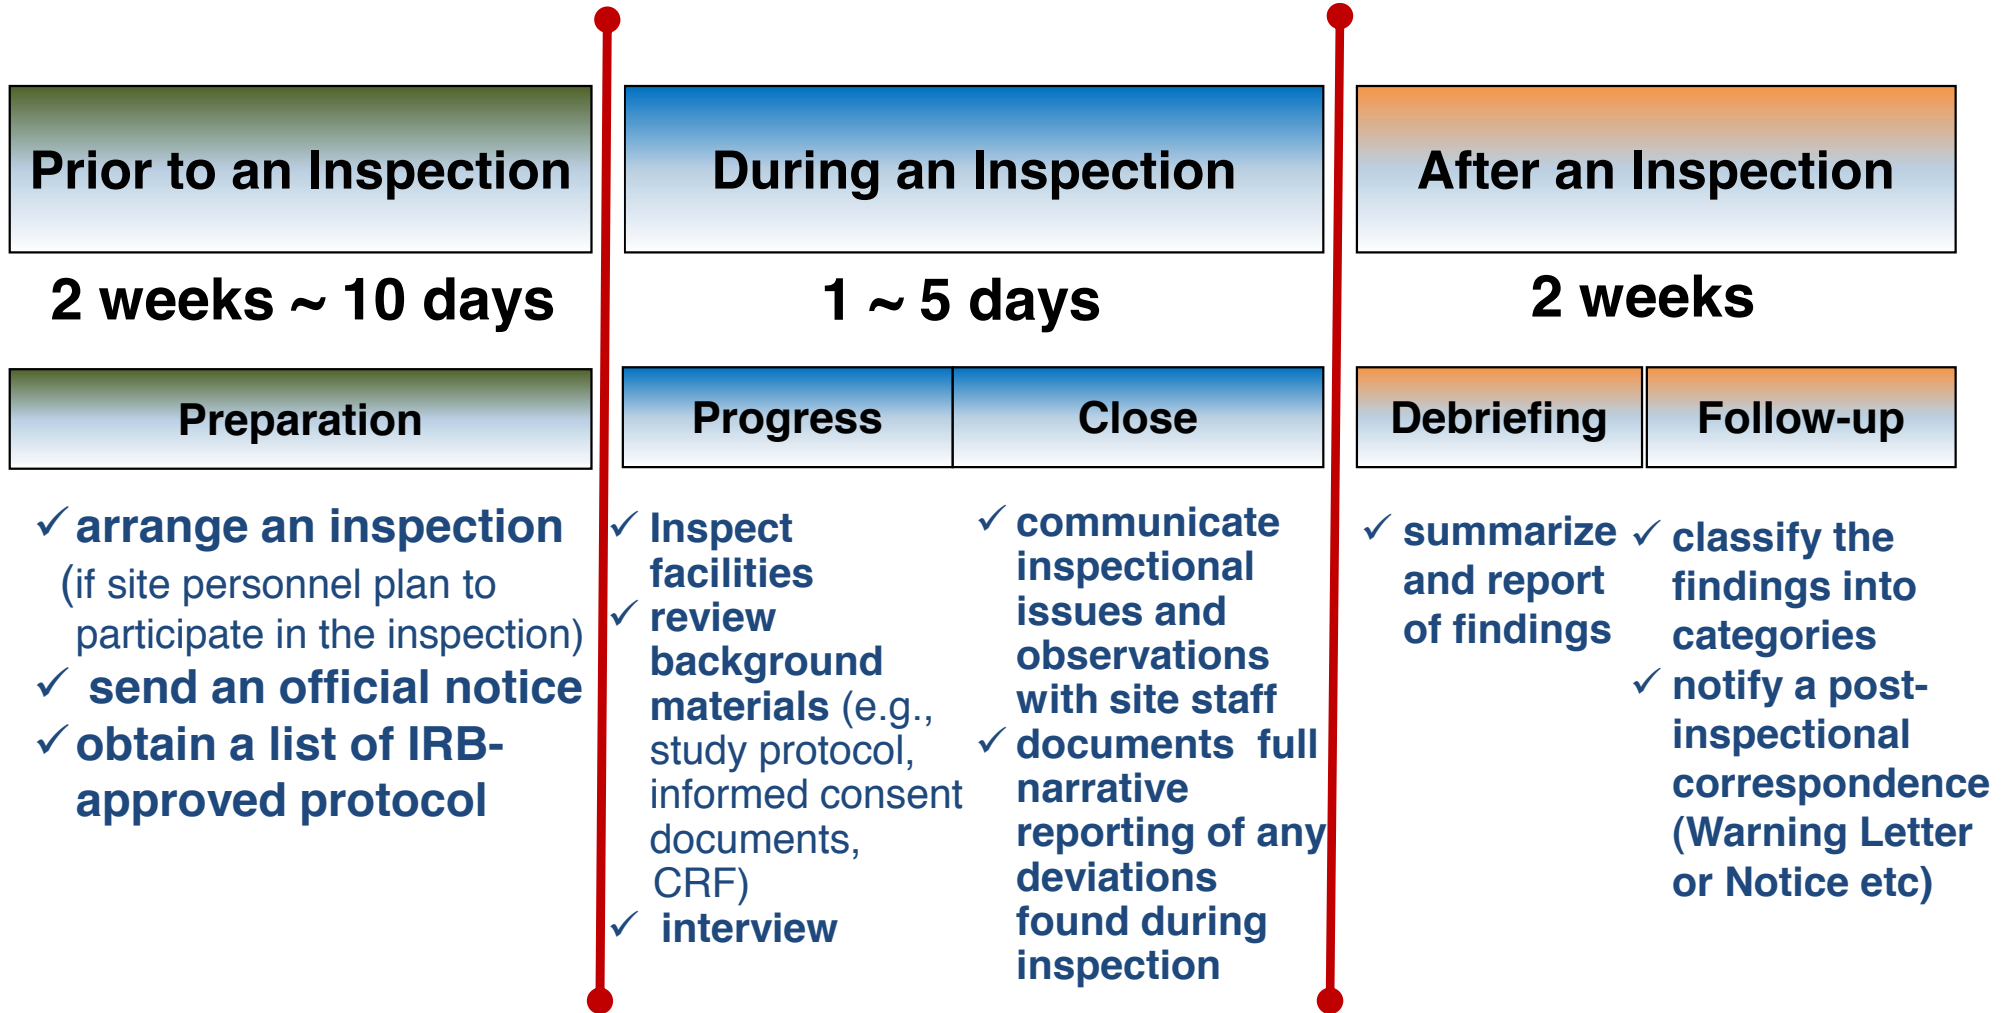 Prior to an Inspection
2 weeks ~ 10 days
Preparation
✓ arrange an inspection
(if site personnel plan to
participate in the inspection)
✓ send an official notice
✓ obtain a list of IRB-
approved protocol
During an Inspection
1 ~ 5 days
Progress
✓ Inspect
facilities
✓ review
background
materials (e.g.,
study protocol,
informed consent
documents,
CRF)
✓ interview
Close
✓ communicate
inspectional
issues and
observations
with site staff
✓ documents full
narrative
reporting of any
deviations
found during
inspection
After an Inspection
2 weeks
Debriefing
✓ summarize
and report
of findings
Follow-up
✓ classify the
findings into
categories
✓ notify a post-
inspectional
correspondence
(Warning Letter
or Notice etc)